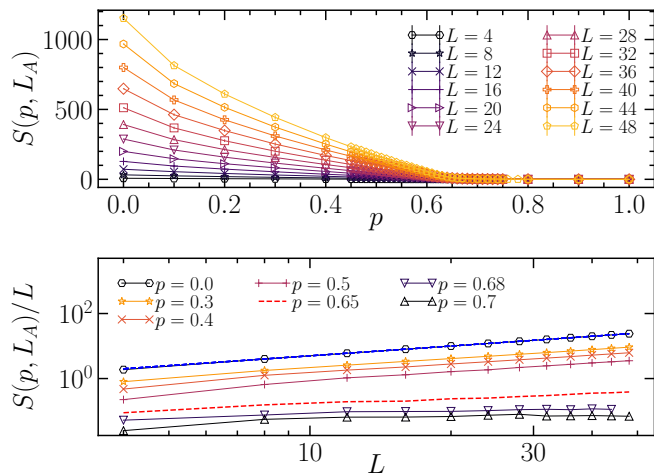 S(p, L_A)
1000
500
0
L = 4
L = 8
L = 12
L = 16
L = 20
L = 24
L = 28
L = 32
L = 36
L = 40
L = 44
L = 48
0.0 0.2 0.4 0.6 0.8 1.0
p
S(p, L_A)/L
10^2
10^0
p = 0.0
p = 0.3
p = 0.4
p = 0.5
p = 0.65
p = 0.68
p = 0.7
10 30
L